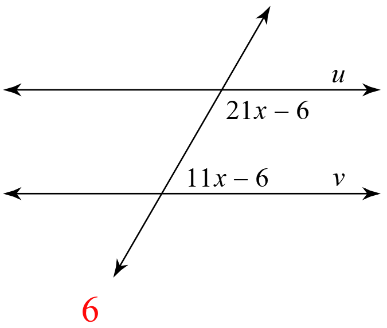 u
21x – 6
11x – 6 v
6